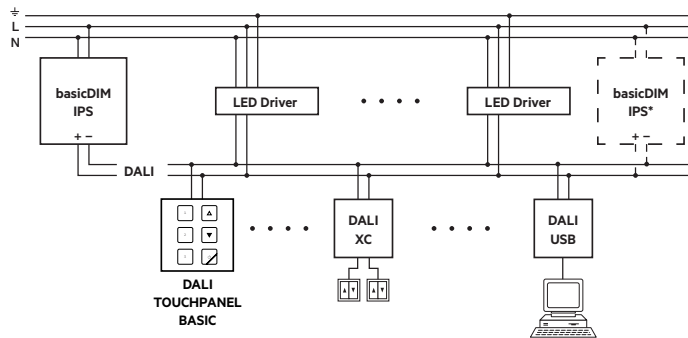 L
N
basicDIM
IPS
+ −
LED Driver
LED Driver
basicDIM
IPS*
+ −
DALI
DALI
TOUCHPANEL
BASIC
DALI
XC
DALI
USB